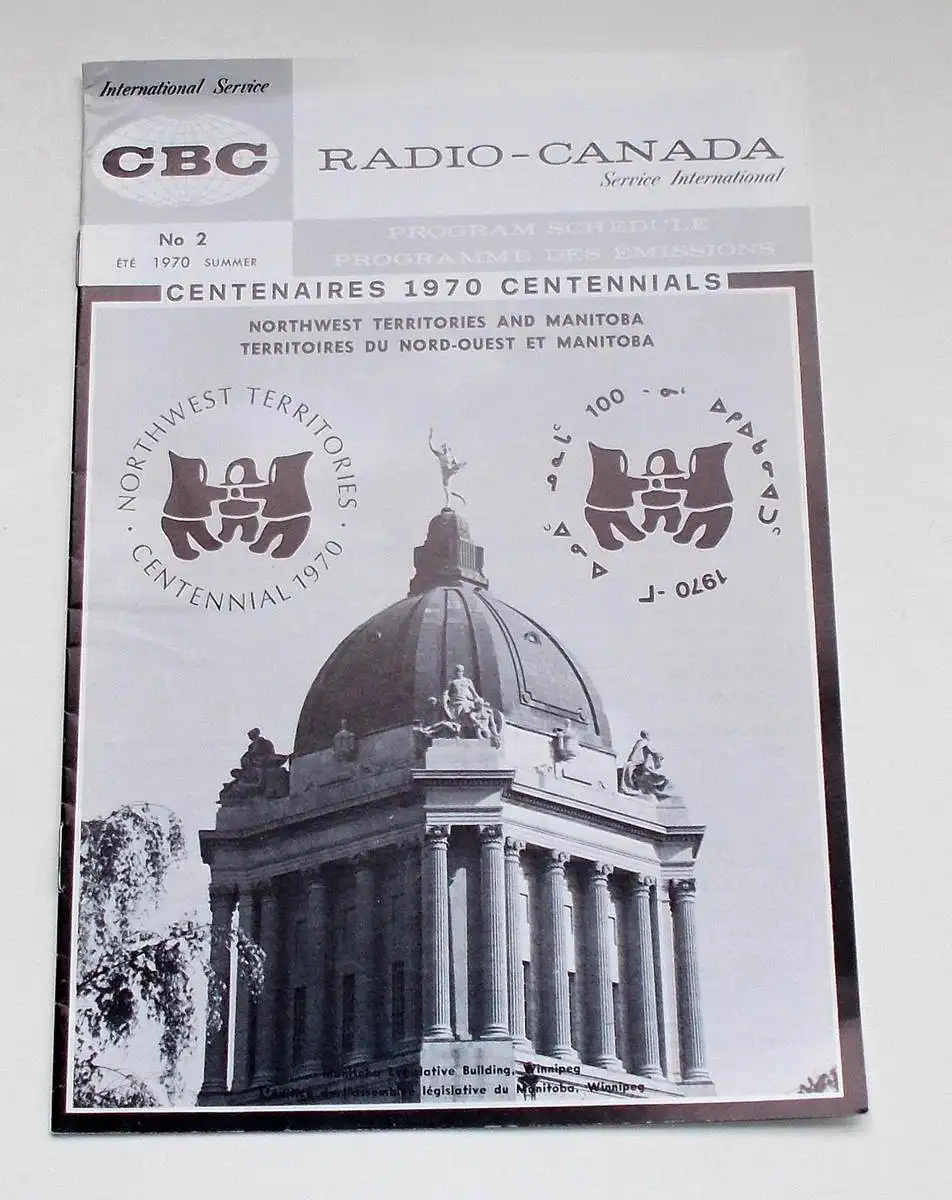 International Service
CBC
RADIO-CANADA
Service International
No 2
ÉTÉ 1970 SUMMER
PROGRAM SCHEDULE
PROGRAMME DES ÉMISSIONS
CENTENAIRES 1970 CENTENNIALS
NORTHWEST TERRITORIES AND MANITOBA
TERRITOIRES DU NORD-OUEST ET MANITOBA
· NORTHWEST TERRITORIES ·
CENTENNIAL 1970
100
1970-ᒥ
Manitoba Legislative Building, Winnipeg
législative du Manitoba, Winnipeg